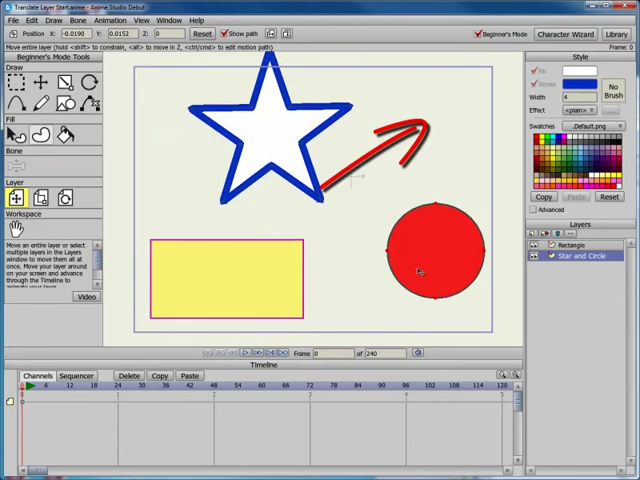 Translate Layer Start.anme - Anime Studio Debut
File Draw Bone Animation View Window Help
Position X: -0.0190 Y: 0.0152 Z: 0 Reset Show path Beginner's Mode Character Wizard Library
Move entire layer (hold <shift> to constrain, <alt> to move in Z, <ctrl/cmd> to edit motion path) Frame: 0
Beginner's Mode Tools
Draw
Fill
Bone
Layer
Workspace
Move an entire layer or select
multiple layers in the Layers
window to move them all at
once. Move your layer around
on your screen and advance
through the Timeline to
Video
Style
Fill
Stroke
No
Brush
Width 4
Effect <plain>
Swatches Default.png
Copy Paste Reset
Advanced
Layers
Rectangle
Star and Circle
Frame 0 of 240
Timeline
Channels Sequencer Delete Copy Paste
0 6 12 18 24 30 36 42 48 54 60 66 72 78 84 90 96 102 108 114 120
0 1 2 3 4 5